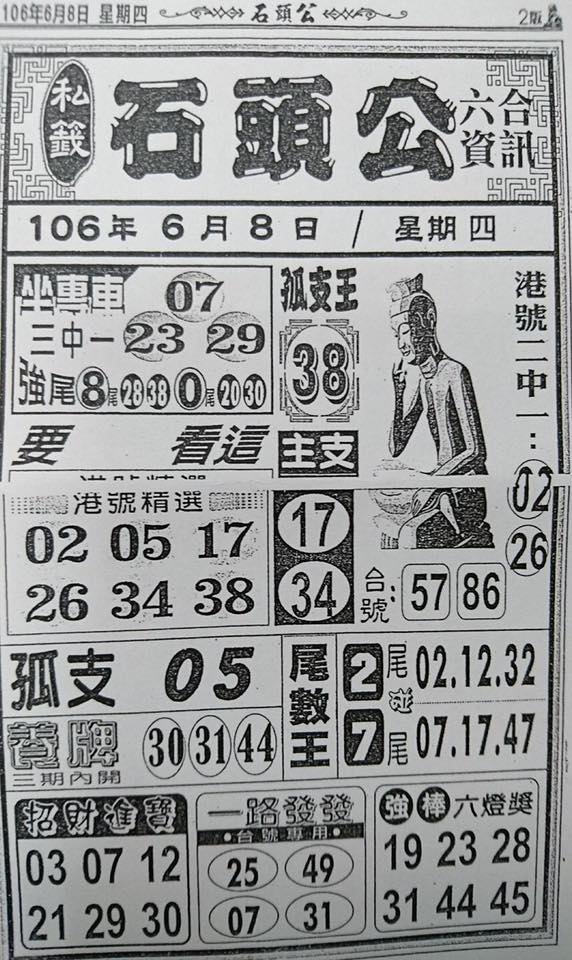 106年6月8日 星期四
石頭公
2版
私籤
石頭公
六合
資訊
106年6月8日 / 星期四
坐專車 07
三中一 23 29
強尾 8尾 28 38 0尾 20 30
孤支王
38
港號二中一:
02
26
要 看這
主支
17
34
港號精選
02 05 17
26 34 38
台號: 57 86
孤支 05
養牌 30 31 44
三期內開
尾數王
2尾 02.12.32
碰
7尾 07.17.47
招財進寶
03 07 12
21 29 30
一路發發
•台號專用•
25 49
07 31
強棒六燈獎
19 23 28
31 44 45